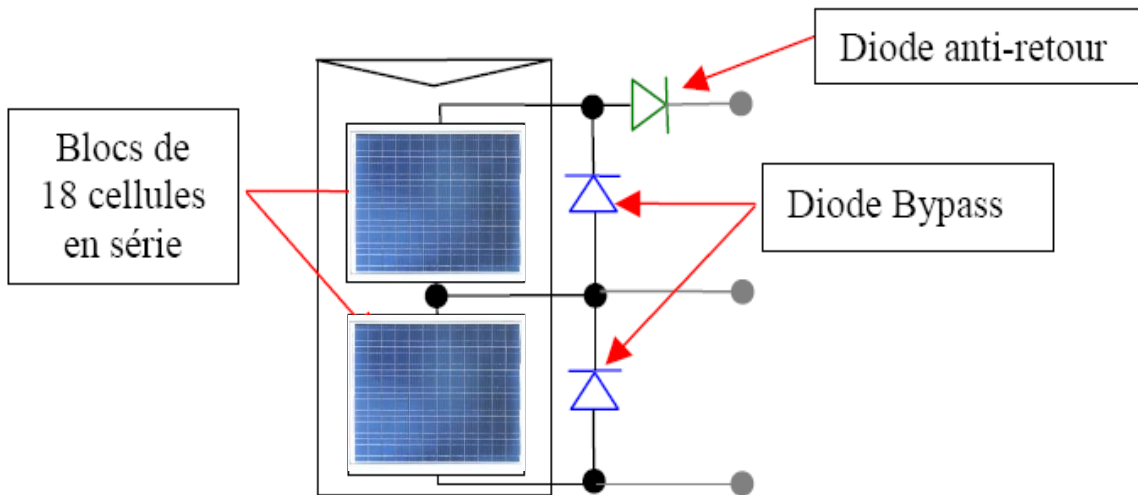 Diode anti-retour
Blocs de
18 cellules
en série
Diode Bypass